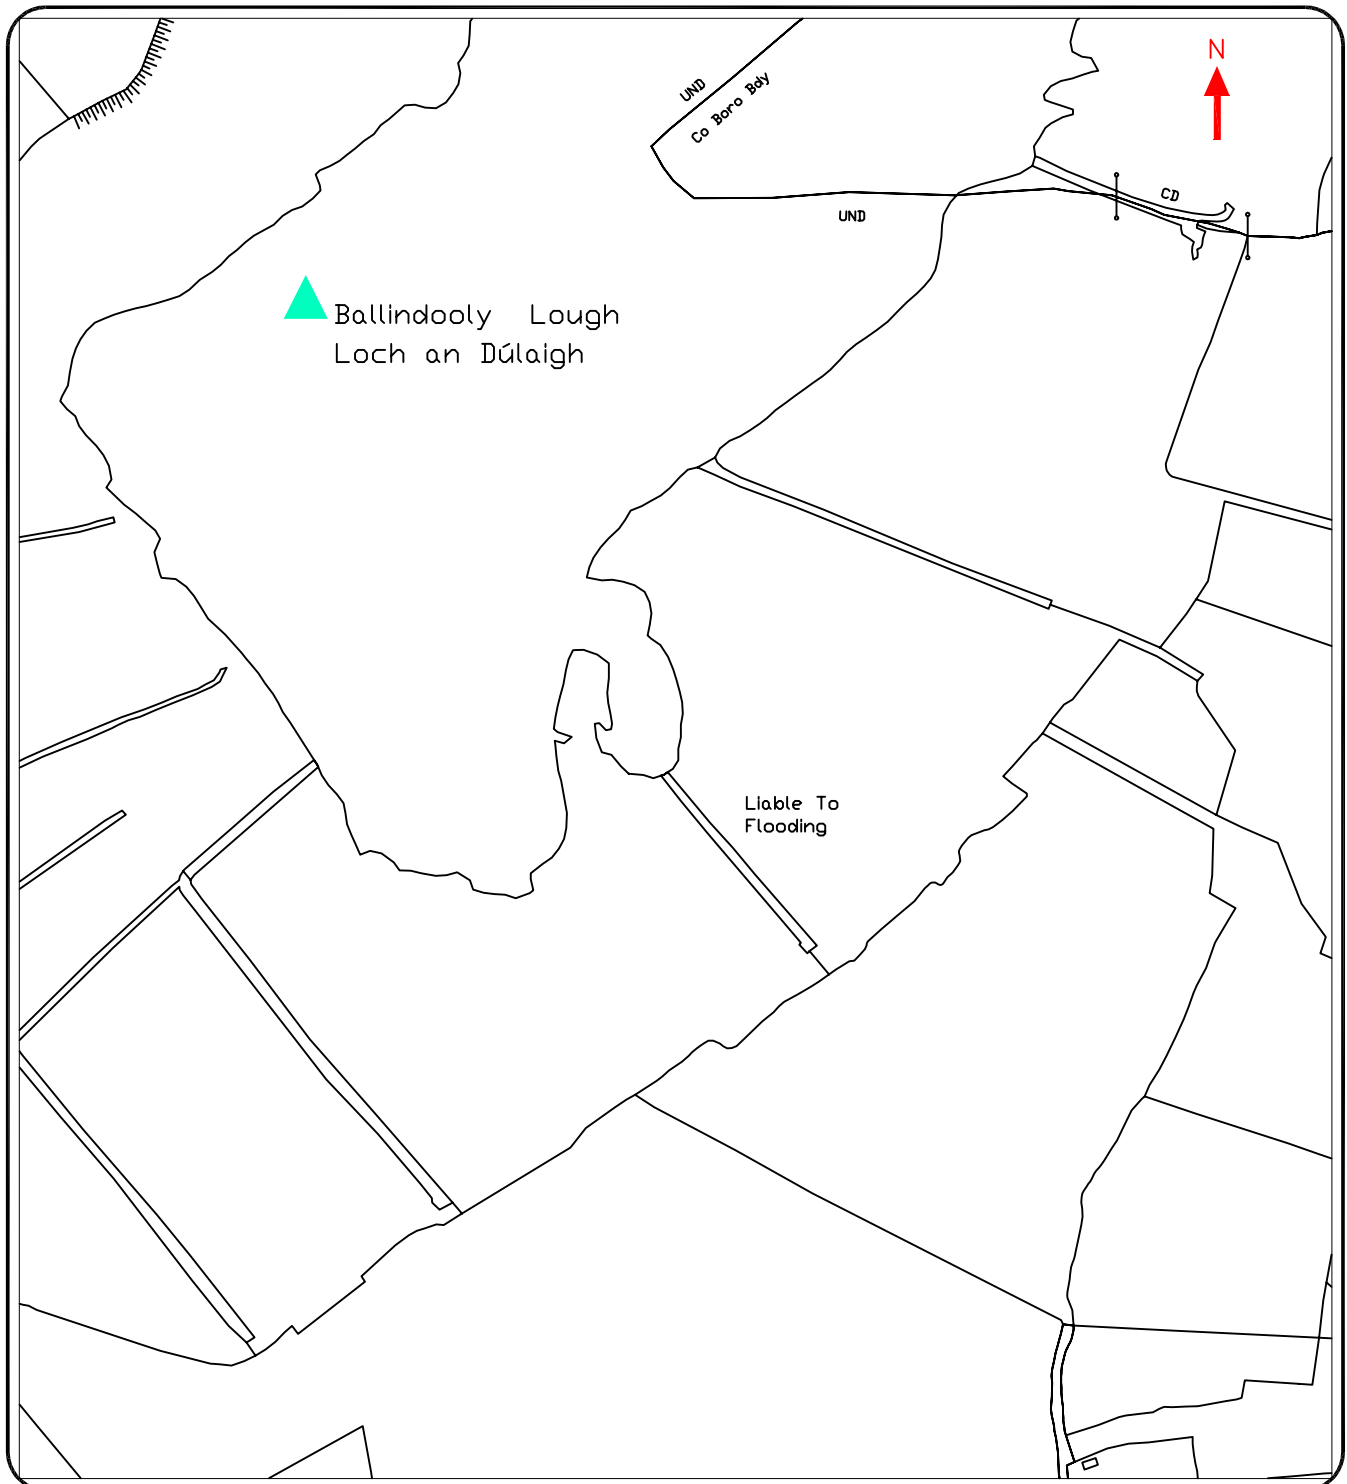 N
UND
Co Boro Bdy
CD
UND
Ballindooly Lough
Loch an Dúlaigh
Liable To
Flooding